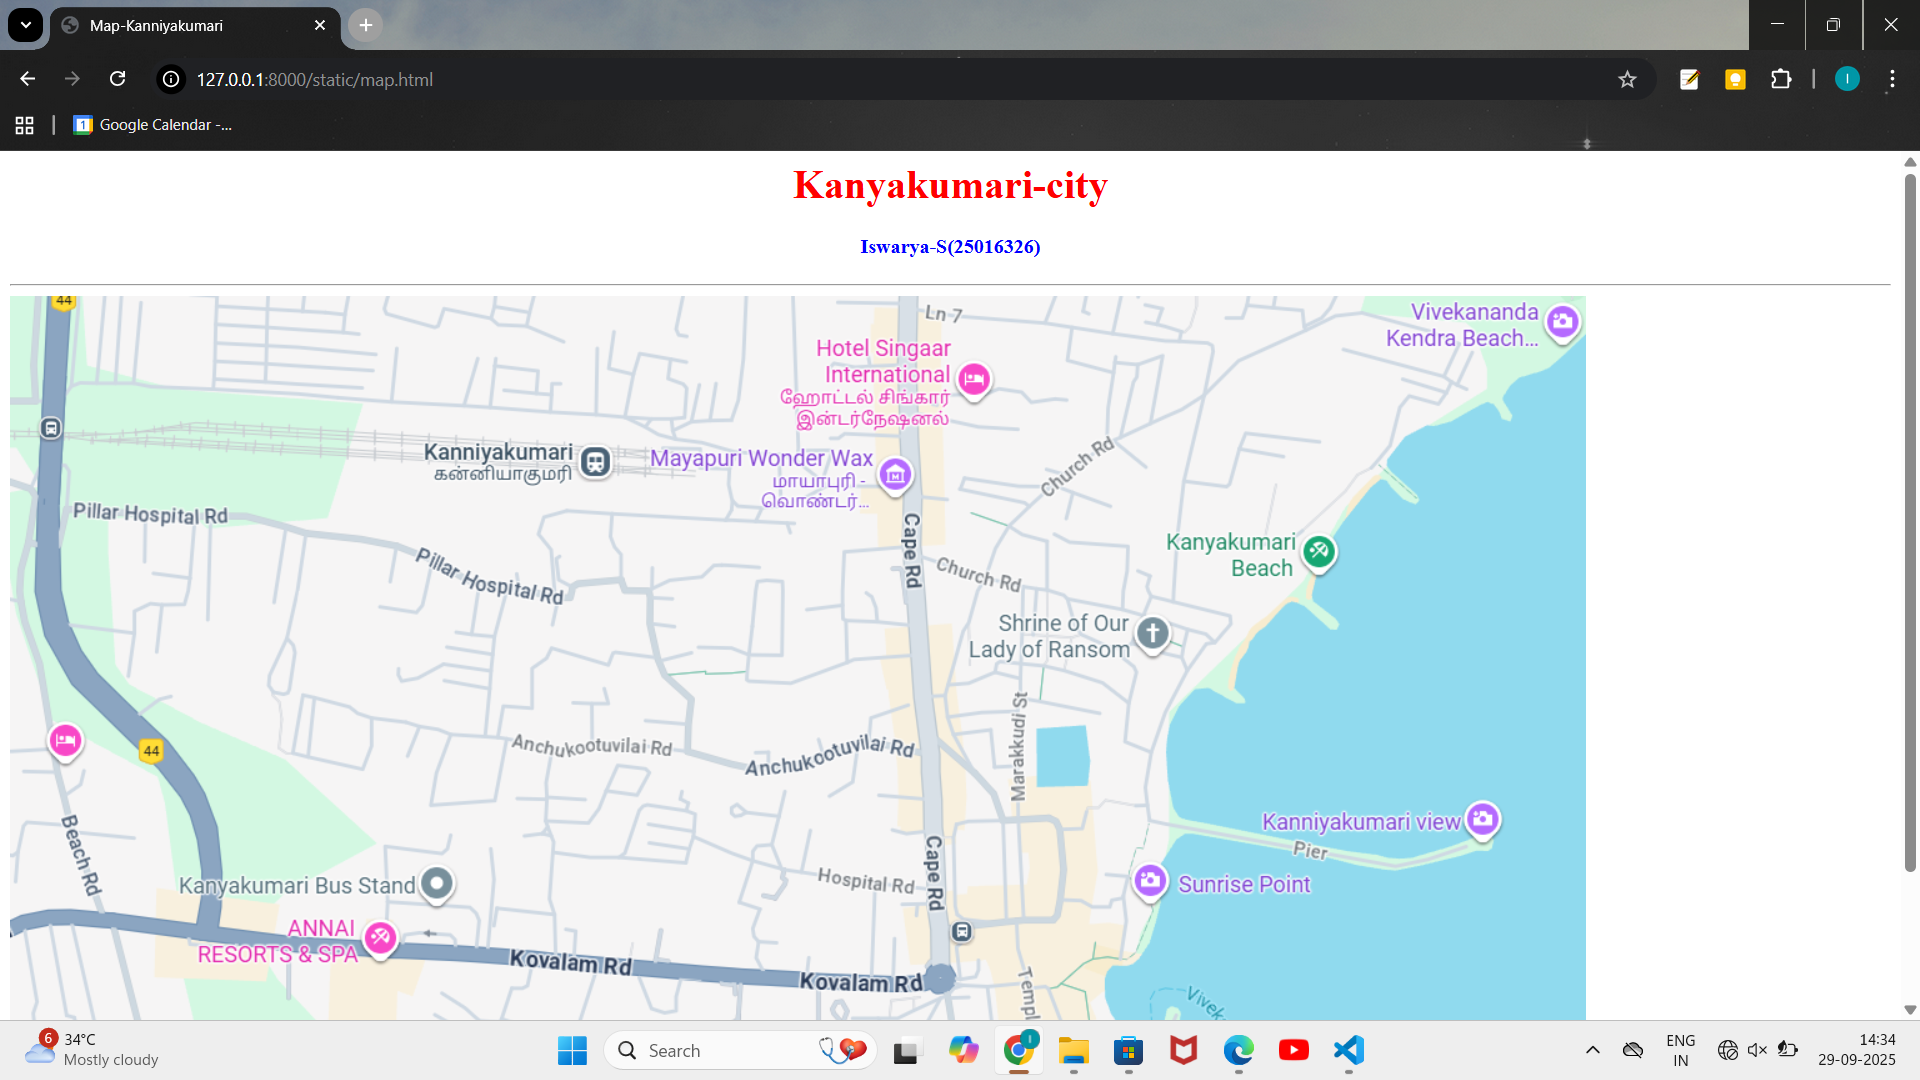 Map-Kanniyakumari
127.0.0.1:8000/static/map.html
I
1
Google Calendar -...
Kanyakumari-city
Iswarya-S(25016326)
44
Ln 7
Vivekananda
Kendra Beach...
Hotel Singaar
International
ஹோட்டல் சிங்கார்
இன்டர்நேஷனல்
Kanniyakumari
கன்னியாகுமரி
Mayapuri Wonder Wax
மாயாபுரி -
வொண்டர்...
Church Rd
Pillar Hospital Rd
Cape Rd
Kanyakumari
Beach
Pillar Hospital Rd
Church Rd
Shrine of Our
Lady of Ransom
Marakkudi St
Anchukootuvilai Rd
Anchukootuvilai Rd
44
Beach Rd
Kanniyakumari view
Pier
Cape Rd
Hospital Rd
Sunrise Point
Kanyakumari Bus Stand
ANNAI
RESORTS & SPA
Kovalam Rd
Kovalam Rd
Templ
Vivek
6
34°C
Mostly cloudy
Search
I
ENG
IN
14:34
29-09-2025